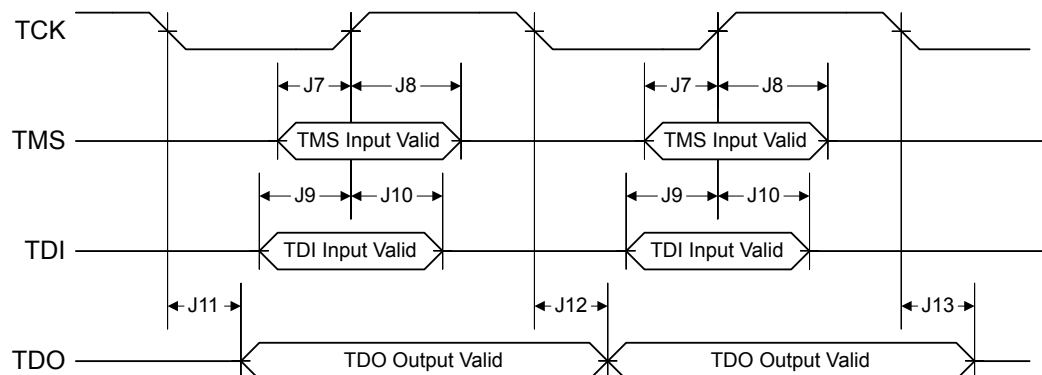 TCK
J7 J8 J7 J8
TMS TMS Input Valid TMS Input Valid
J9 J10 J9 J10
TDI TDI Input Valid TDI Input Valid
J11 J12 J13
TDO TDO Output Valid TDO Output Valid